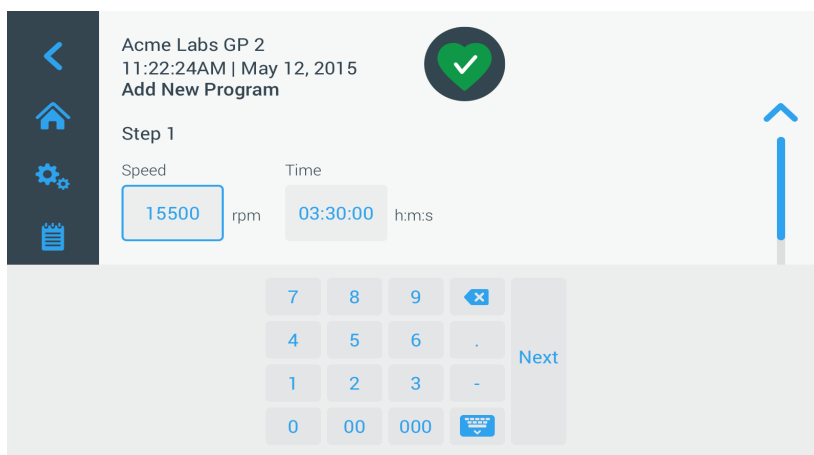 Acme Labs GP 2
11:22:24AM | May 12, 2015
Add New Program
Step 1
Speed Time
15500 rpm 03:30:00 h:m:s
7 8 9
4 5 6 .
Next
1 2 3 -
0 00 000